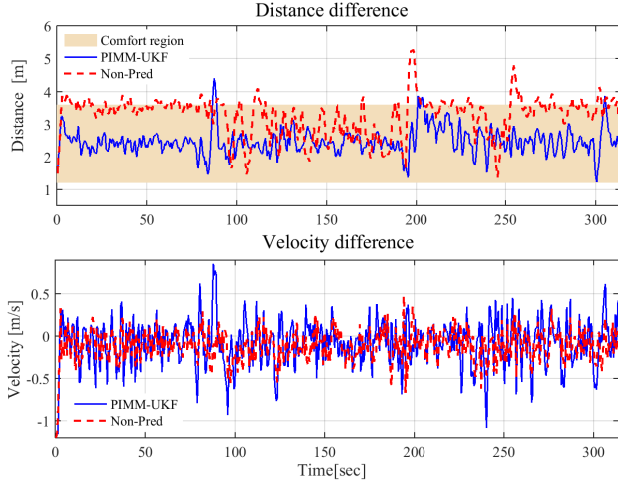 Distance difference
6
5
4
3
2
1
Distance [m]
Comfort region
PIMM-UKF
Non-Pred
0
50
100
150
200
250
300
Velocity difference
0.5
0
-0.5
-1
Velocity [m/s]
PIMM-UKF
Non-Pred
0
50
100
150
200
250
300
Time[sec]